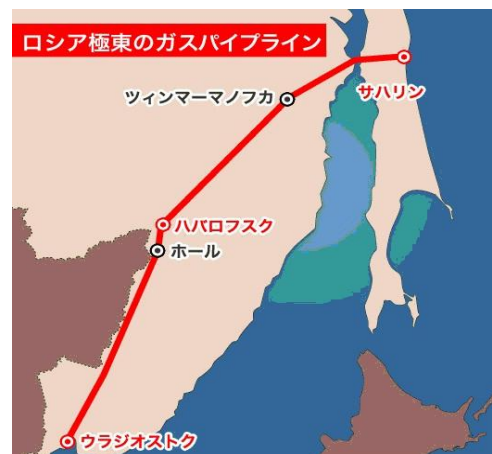 ロシア極東のガスパイプライン
ツィンマーマノフカ
サハリン
ハバロフスク
ホール
ウラジオストク